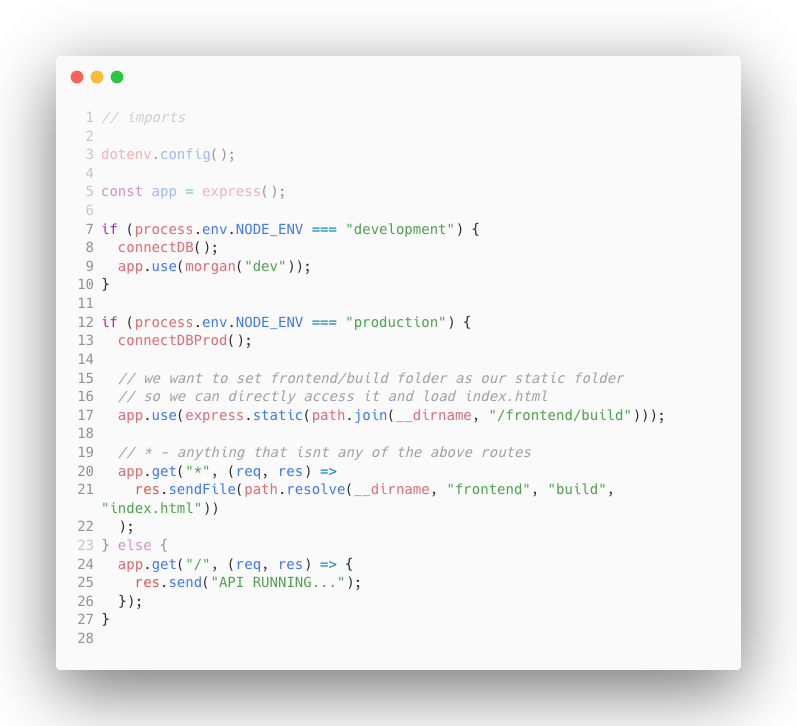 1 // imports
2
3 dotenv.config();
4
5 const app = express();
6
7 if (process.env.NODE_ENV === "development") {
8   connectDB();
9   app.use(morgan("dev"));
10 }
11
12 if (process.env.NODE_ENV === "production") {
13   connectDBProd();
14
15   // we want to set frontend/build folder as our static folder
16   // so we can directly access it and load index.html
17   app.use(express.static(path.join(__dirname, "/frontend/build")));
18
19   // * - anything that isnt any of the above routes
20   app.get("*", (req, res) =>
21     res.sendFile(path.resolve(__dirname, "frontend", "build",
"index.html"))
22   );
23 } else {
24   app.get("/", (req, res) => {
25     res.send("API RUNNING...");
26   });
27 }
28